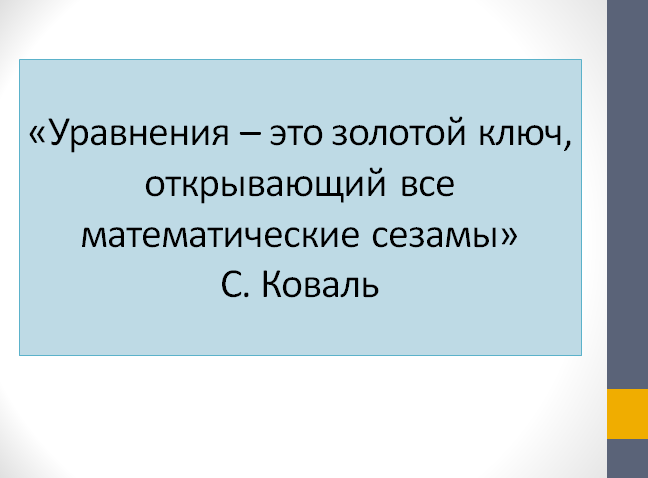 «Уравнения – это золотой ключ,
открывающий все
математические сезамы»
С. Коваль